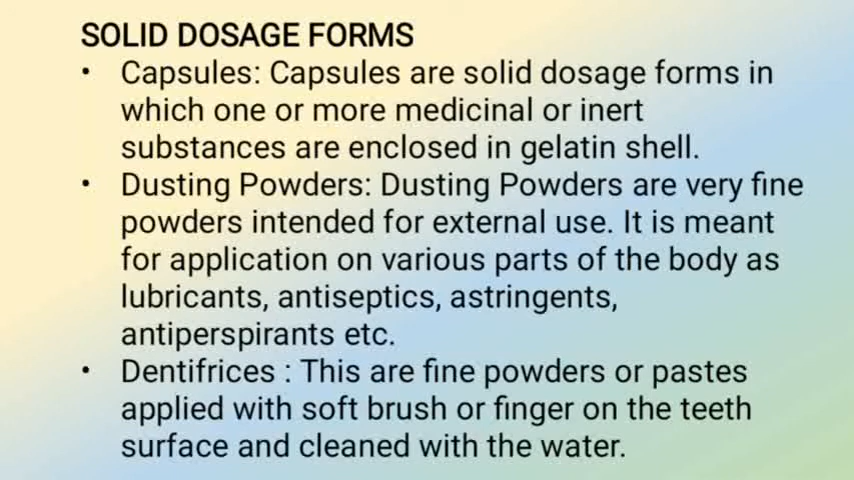 SOLID DOSAGE FORMS
• Capsules: Capsules are solid dosage forms in
which one or more medicinal or inert
substances are enclosed in gelatin shell.
• Dusting Powders: Dusting Powders are very fine
powders intended for external use. It is meant
for application on various parts of the body as
lubricants, antiseptics, astringents,
antiperspirants etc.
• Dentifrices : This are fine powders or pastes
applied with soft brush or finger on the teeth
surface and cleaned with the water.